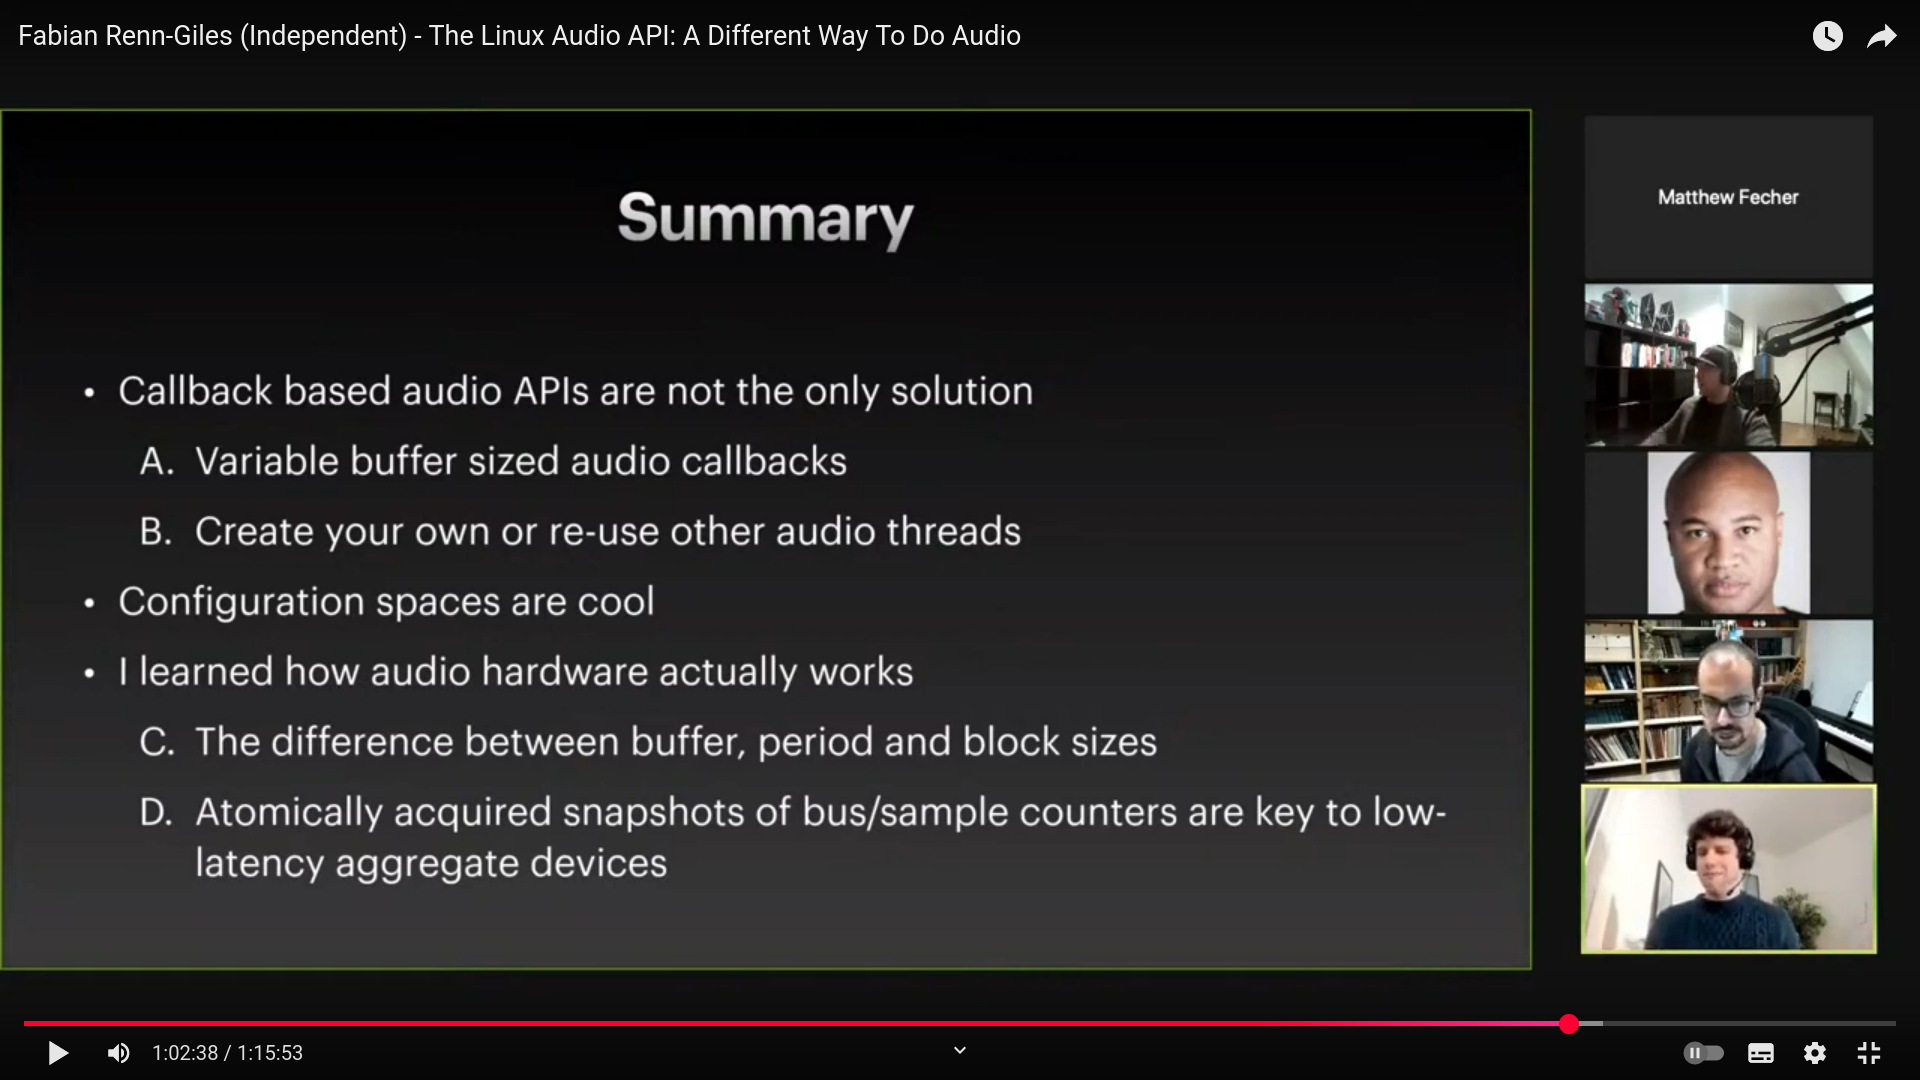 Fabian Renn-Giles (Independent) - The Linux Audio API: A Different Way To Do Audio
Summary
• Callback based audio APIs are not the only solution
A. Variable buffer sized audio callbacks
B. Create your own or re-use other audio threads
• Configuration spaces are cool
• I learned how audio hardware actually works
C. The difference between buffer, period and block sizes
D. Atomically acquired snapshots of bus/sample counters are key to low-
latency aggregate devices
Matthew Fecher
1:02:38 / 1:15:53